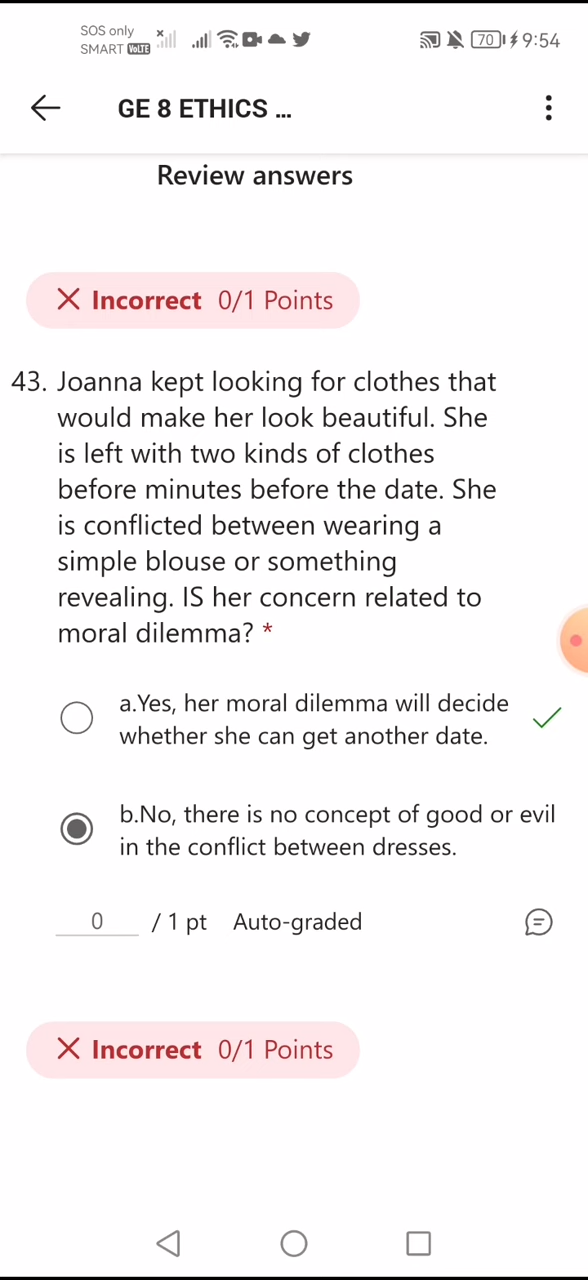 SOS only
SMART VoLTE
70 9:54
GE 8 ETHICS ...
Review answers
Incorrect 0/1 Points
43. Joanna kept looking for clothes that
would make her look beautiful. She
is left with two kinds of clothes
before minutes before the date. She
is conflicted between wearing a
simple blouse or something
revealing. IS her concern related to
moral dilemma? *
a.Yes, her moral dilemma will decide
whether she can get another date.
b.No, there is no concept of good or evil
in the conflict between dresses.
0 / 1 pt Auto-graded
Incorrect 0/1 Points